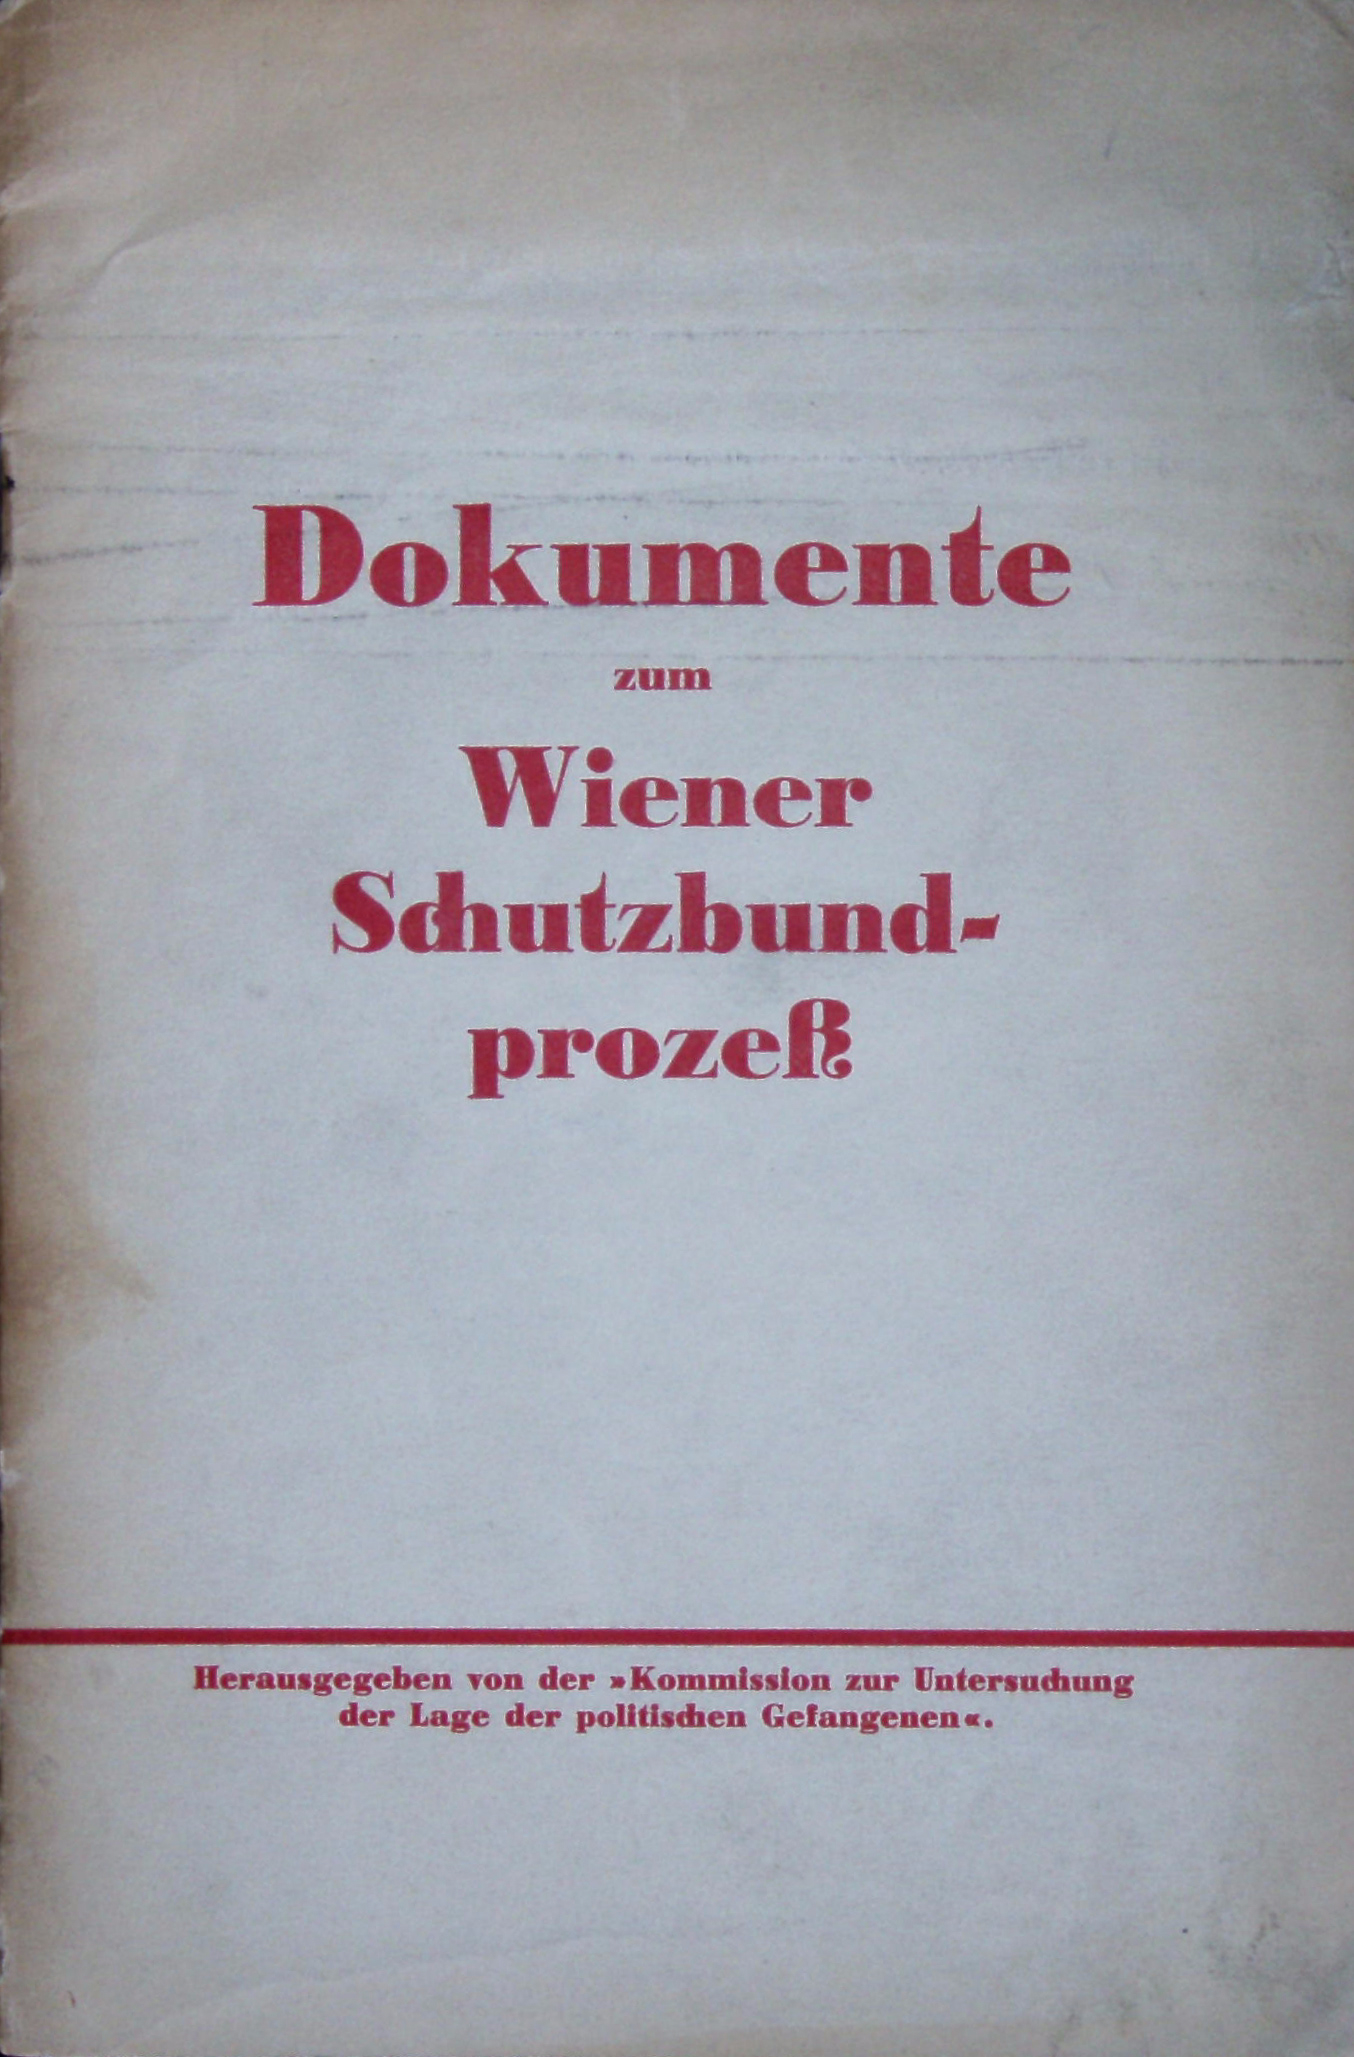 Dokumente
zum
Wiener
Schutzbund-
prozeß
Herausgegeben von der »Kommission zur Untersuchung
der Lage der politischen Gefangenen«.